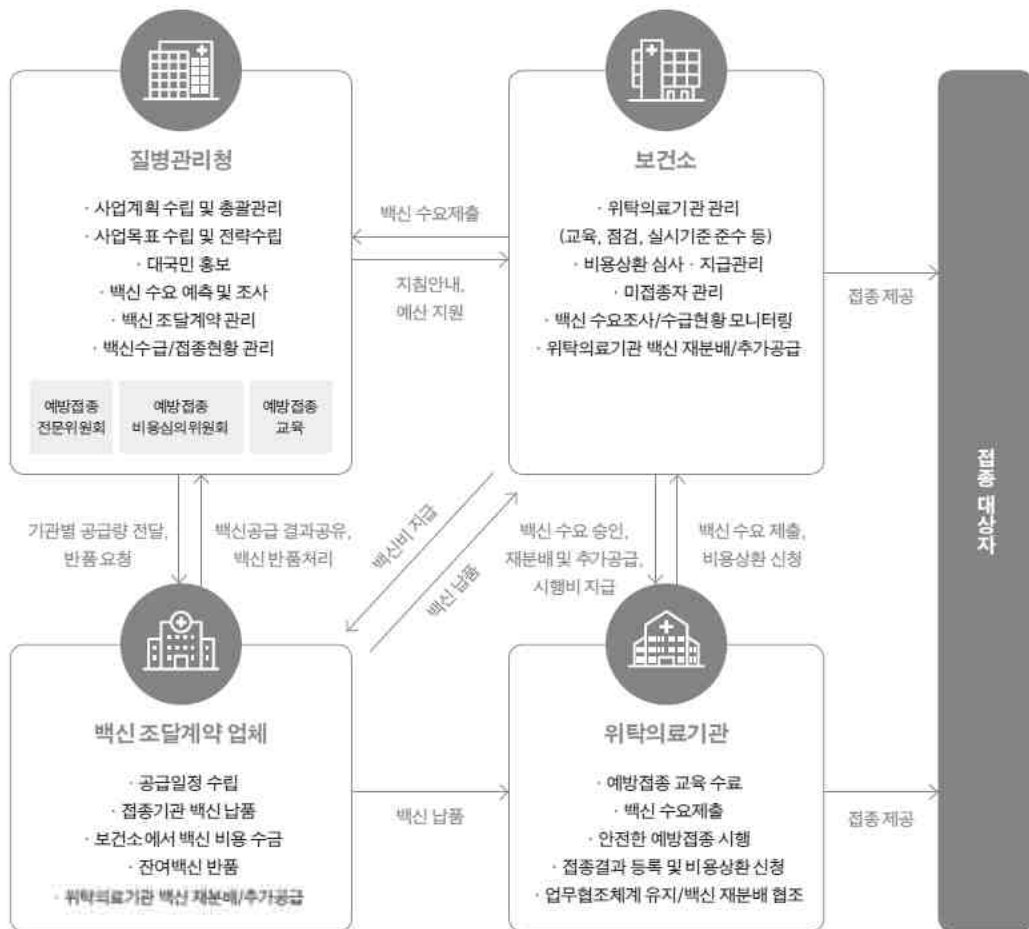 질병관리청
· 사업계획 수립 및 총괄관리
· 사업목표 수립 및 전략수립
· 대국민 홍보
· 백신 수요 예측 및 조사
· 백신 조달계약 관리
· 백신수급/접종현황 관리
예방접종
전문위원회
예방접종
비용심의위원회
예방접종
교육
백신 수요제출
지침안내,
예산 지원
보건소
· 위탁의료기관 관리
(교육, 점검, 실시기준 준수 등)
· 비용상환 심사 · 지급관리
· 미접종자 관리
· 백신 수요조사/수급현황 모니터링
· 위탁의료기관 백신 재분배/추가공급
접종 제공
접종 대상자
기관별 공급량 전달,
반품 요청
백신공급 결과공유,
백신 반품처리
백신비 지급
백신 납품
백신 수요 승인,
재분배 및 추가공급,
시행비 지급
백신 수요 제출,
비용상환 신청
백신 조달계약 업체
· 공급일정 수립
· 접종기관 백신 납품
· 보건소에서 백신 비용 수금
· 잔여백신 반품
· 위탁의료기관 백신 재분배/추가공급
백신 납품
위탁의료기관
· 예방접종 교육 수료
· 백신 수요제출
· 안전한 예방접종 시행
· 접종결과 등록 및 비용상환 신청
· 업무협조체계 유지/백신 재분배 협조
접종 제공